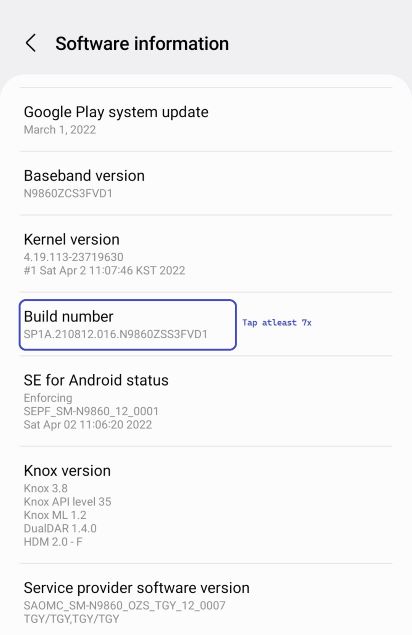 Software information
Google Play system update
March 1, 2022
Baseband version
N9860ZCS3FVD1
Kernel version
4.19.113-23719630
#1 Sat Apr 2 11:07:46 KST 2022
Build number
SP1A.210812.016.N9860ZSS3FVD1
Tap atleast 7x
SE for Android status
Enforcing
SEPF_SM-N9860_12_0001
Sat Apr 02 11:06:20 2022
Knox version
Knox 3.8
Knox API level 35
Knox ML 1.2
DualDAR 1.4.0
HDM 2.0 - F
Service provider software version
SAOMC_SM-N9860_OZS_TGY_12_0007
TGY/TGY,TGY/TGY